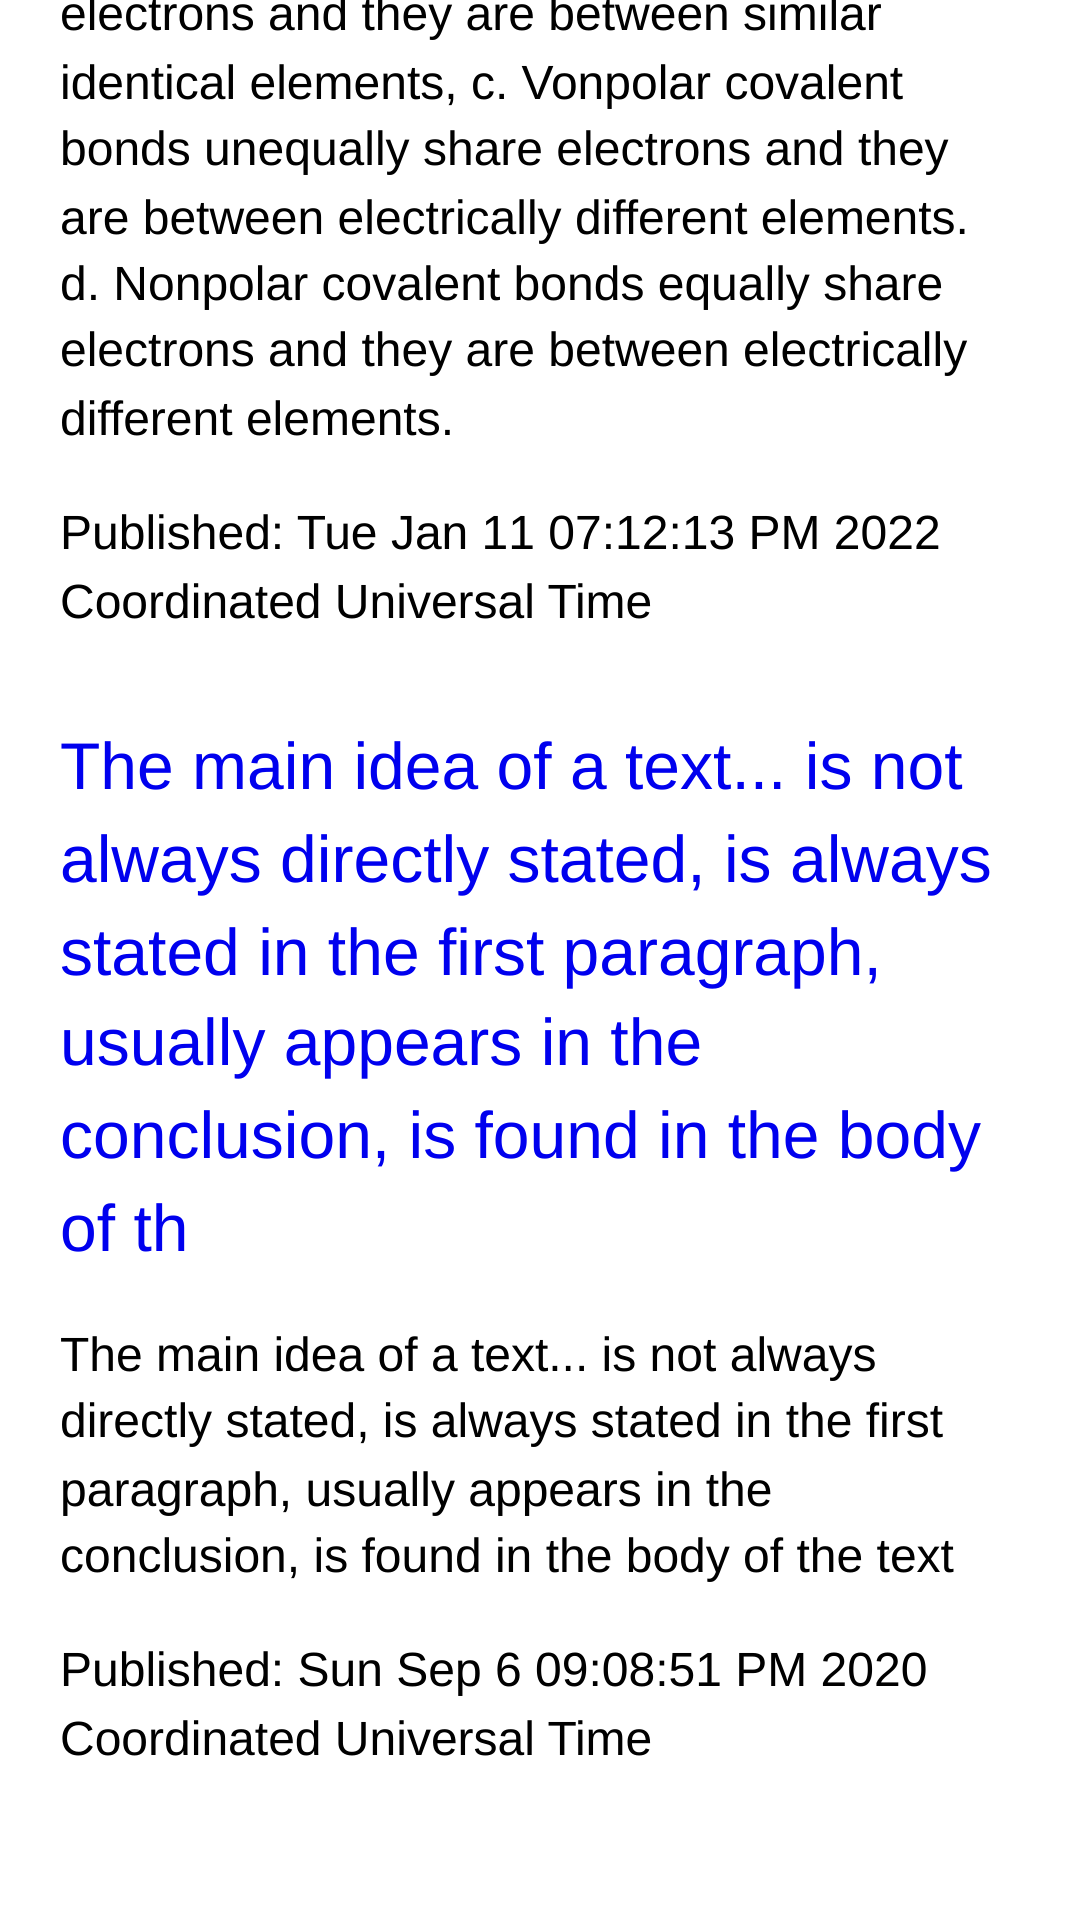 electrons and they are between similar
identical elements, c. Vonpolar covalent
bonds unequally share electrons and they
are between electrically different elements.
d. Nonpolar covalent bonds equally share
electrons and they are between electrically
different elements.
Published: Tue Jan 11 07:12:13 PM 2022
Coordinated Universal Time
The main idea of a text... is not
always directly stated, is always
stated in the first paragraph,
usually appears in the
conclusion, is found in the body
of th
The main idea of a text... is not always
directly stated, is always stated in the first
paragraph, usually appears in the
conclusion, is found in the body of the text
Published: Sun Sep 6 09:08:51 PM 2020
Coordinated Universal Time